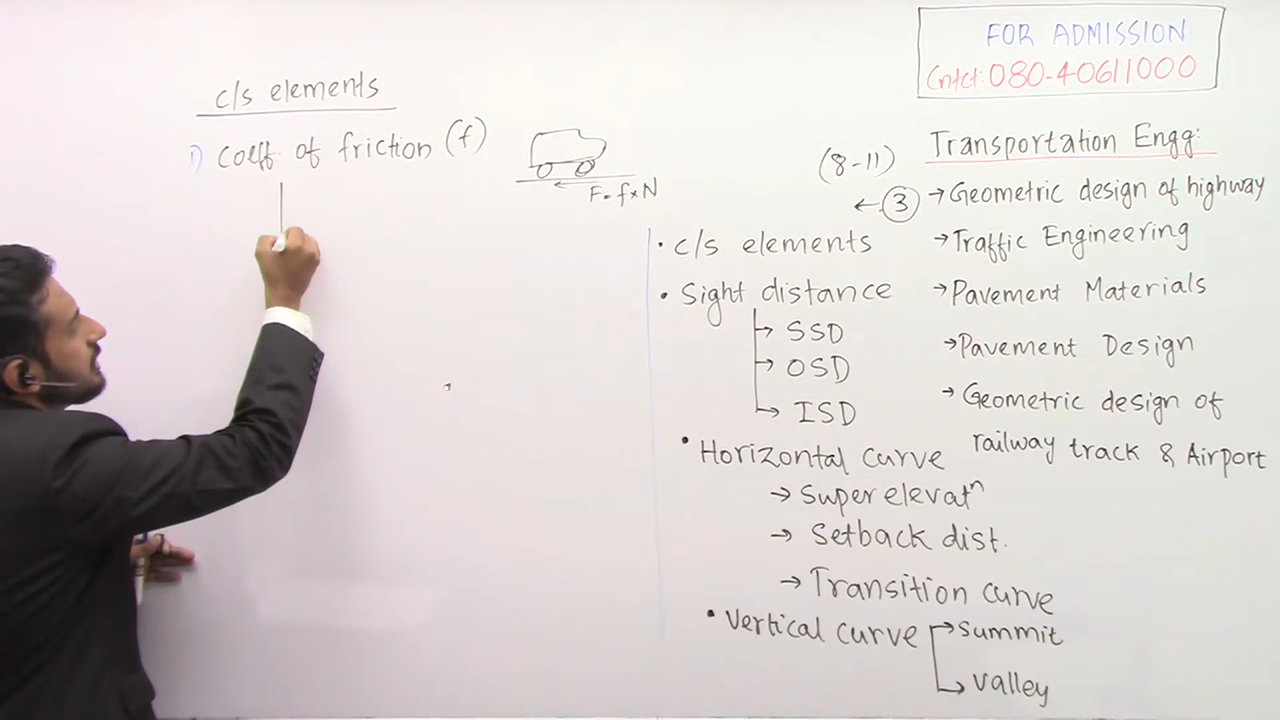 c/s elements
1) Coeff. of friction (f)
F = f × N
FOR ADMISSION
Cntct: 080-40611000
Transportation Engg:
(8-11)
← 3 → Geometric design of highway
→ Traffic Engineering
→ Pavement Materials
→ Pavement Design
→ Geometric design of
railway track & Airport
• c/s elements
• Sight distance
→ SSD
→ OSD
→ ISD
• Horizontal curve
→ Superelevatⁿ
→ Setback dist.
→ Transition curve
• Vertical curve → Summit
→ Valley